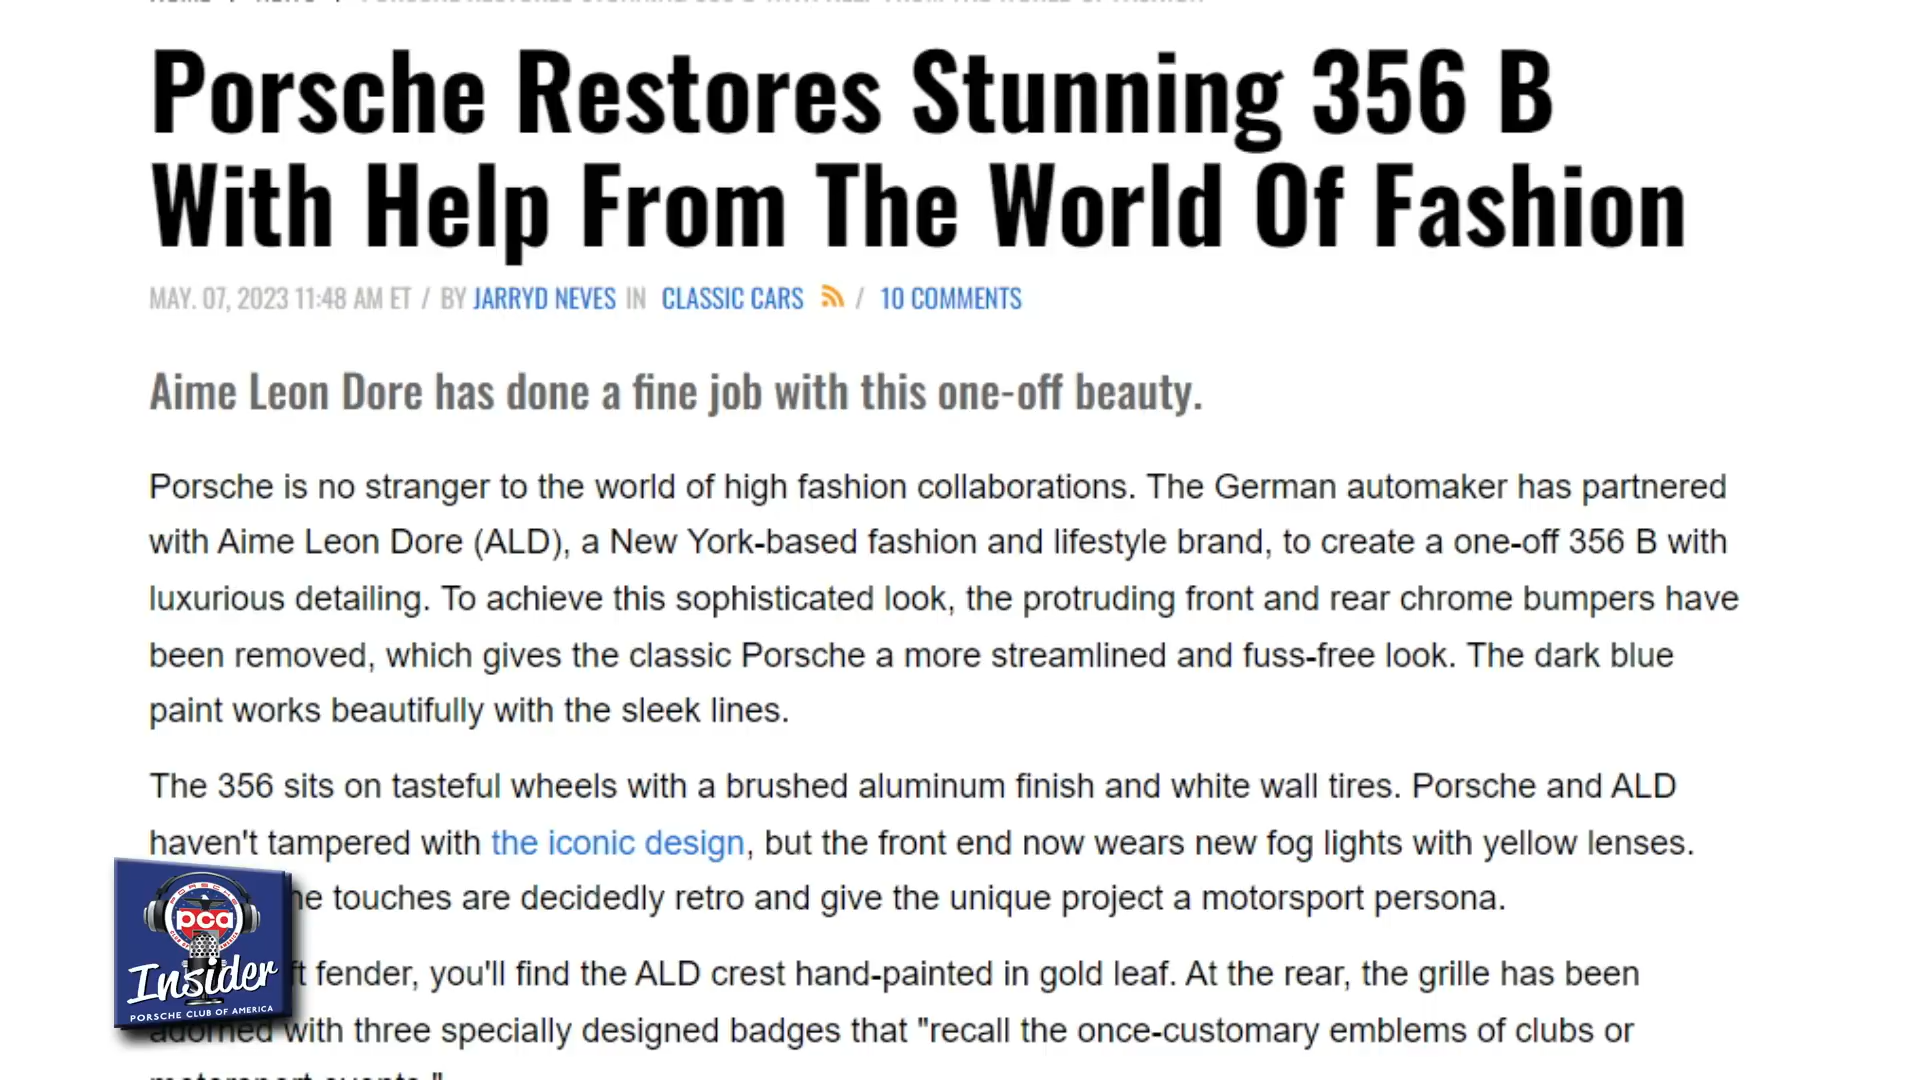 Porsche Restores Stunning 356 B
With Help From The World Of Fashion
MAY. 07, 2023 11:48 AM ET / BY JARRYD NEVES IN CLASSIC CARS / 10 COMMENTS
Aime Leon Dore has done a fine job with this one-off beauty.
Porsche is no stranger to the world of high fashion collaborations. The German automaker has partnered
with Aime Leon Dore (ALD), a New York-based fashion and lifestyle brand, to create a one-off 356 B with
luxurious detailing. To achieve this sophisticated look, the protruding front and rear chrome bumpers have
been removed, which gives the classic Porsche a more streamlined and fuss-free look. The dark blue
paint works beautifully with the sleek lines.
The 356 sits on tasteful wheels with a brushed aluminum finish and white wall tires. Porsche and ALD
haven't tampered with the iconic design, but the front end now wears new fog lights with yellow lenses.
touches are decidedly retro and give the unique project a motorsport persona.
fender, you'll find the ALD crest hand-painted in gold leaf. At the rear, the grille has been
adorned with three specially designed badges that "recall the once-customary emblems of clubs or
PORSCHE
pca
CLUB OF AMERICA
Insider
PORSCHE CLUB OF AMERICA